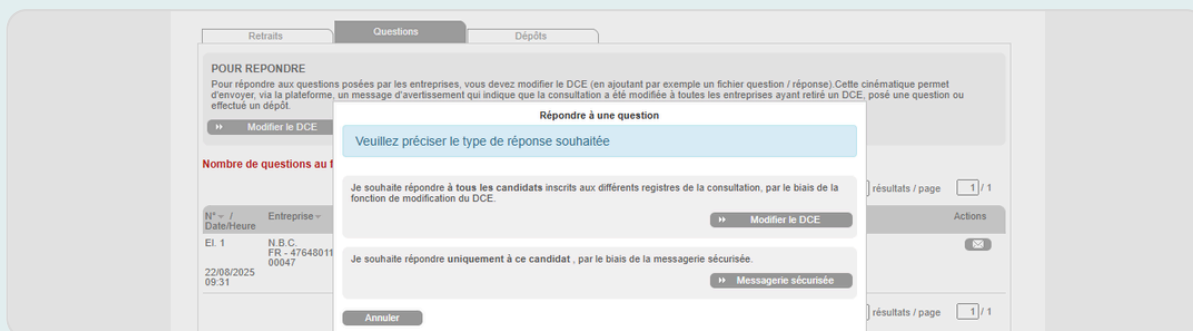 Retraits
Questions
Dépôts
POUR REPONDRE
Pour répondre aux questions posées par les entreprises, vous devez modifier le DCE (en ajoutant par exemple un fichier question / réponse).Cette cinématique permet
d'envoyer, via la plateforme, un message d'avertissement qui indique que la consultation a été modifiée à toutes les entreprises ayant retiré un DCE, posé une question ou
effectué un dépôt.
Modifier le DCE
Répondre à une question
Veuillez préciser le type de réponse souhaitée
Nombre de questions au
résultats / page 1 / 1
Je souhaite répondre à tous les candidats inscrits aux différents registres de la consultation, par le biais de la
fonction de modification du DCE.
Modifier le DCE
N° /
Date/Heure
Entreprise
Actions
El. 1
22/08/2025
09:31
N.B.C.
FR - 47648011
00047
Je souhaite répondre uniquement à ce candidat , par le biais de la messagerie sécurisée.
Messagerie sécurisée
résultats / page 1 / 1
Annuler